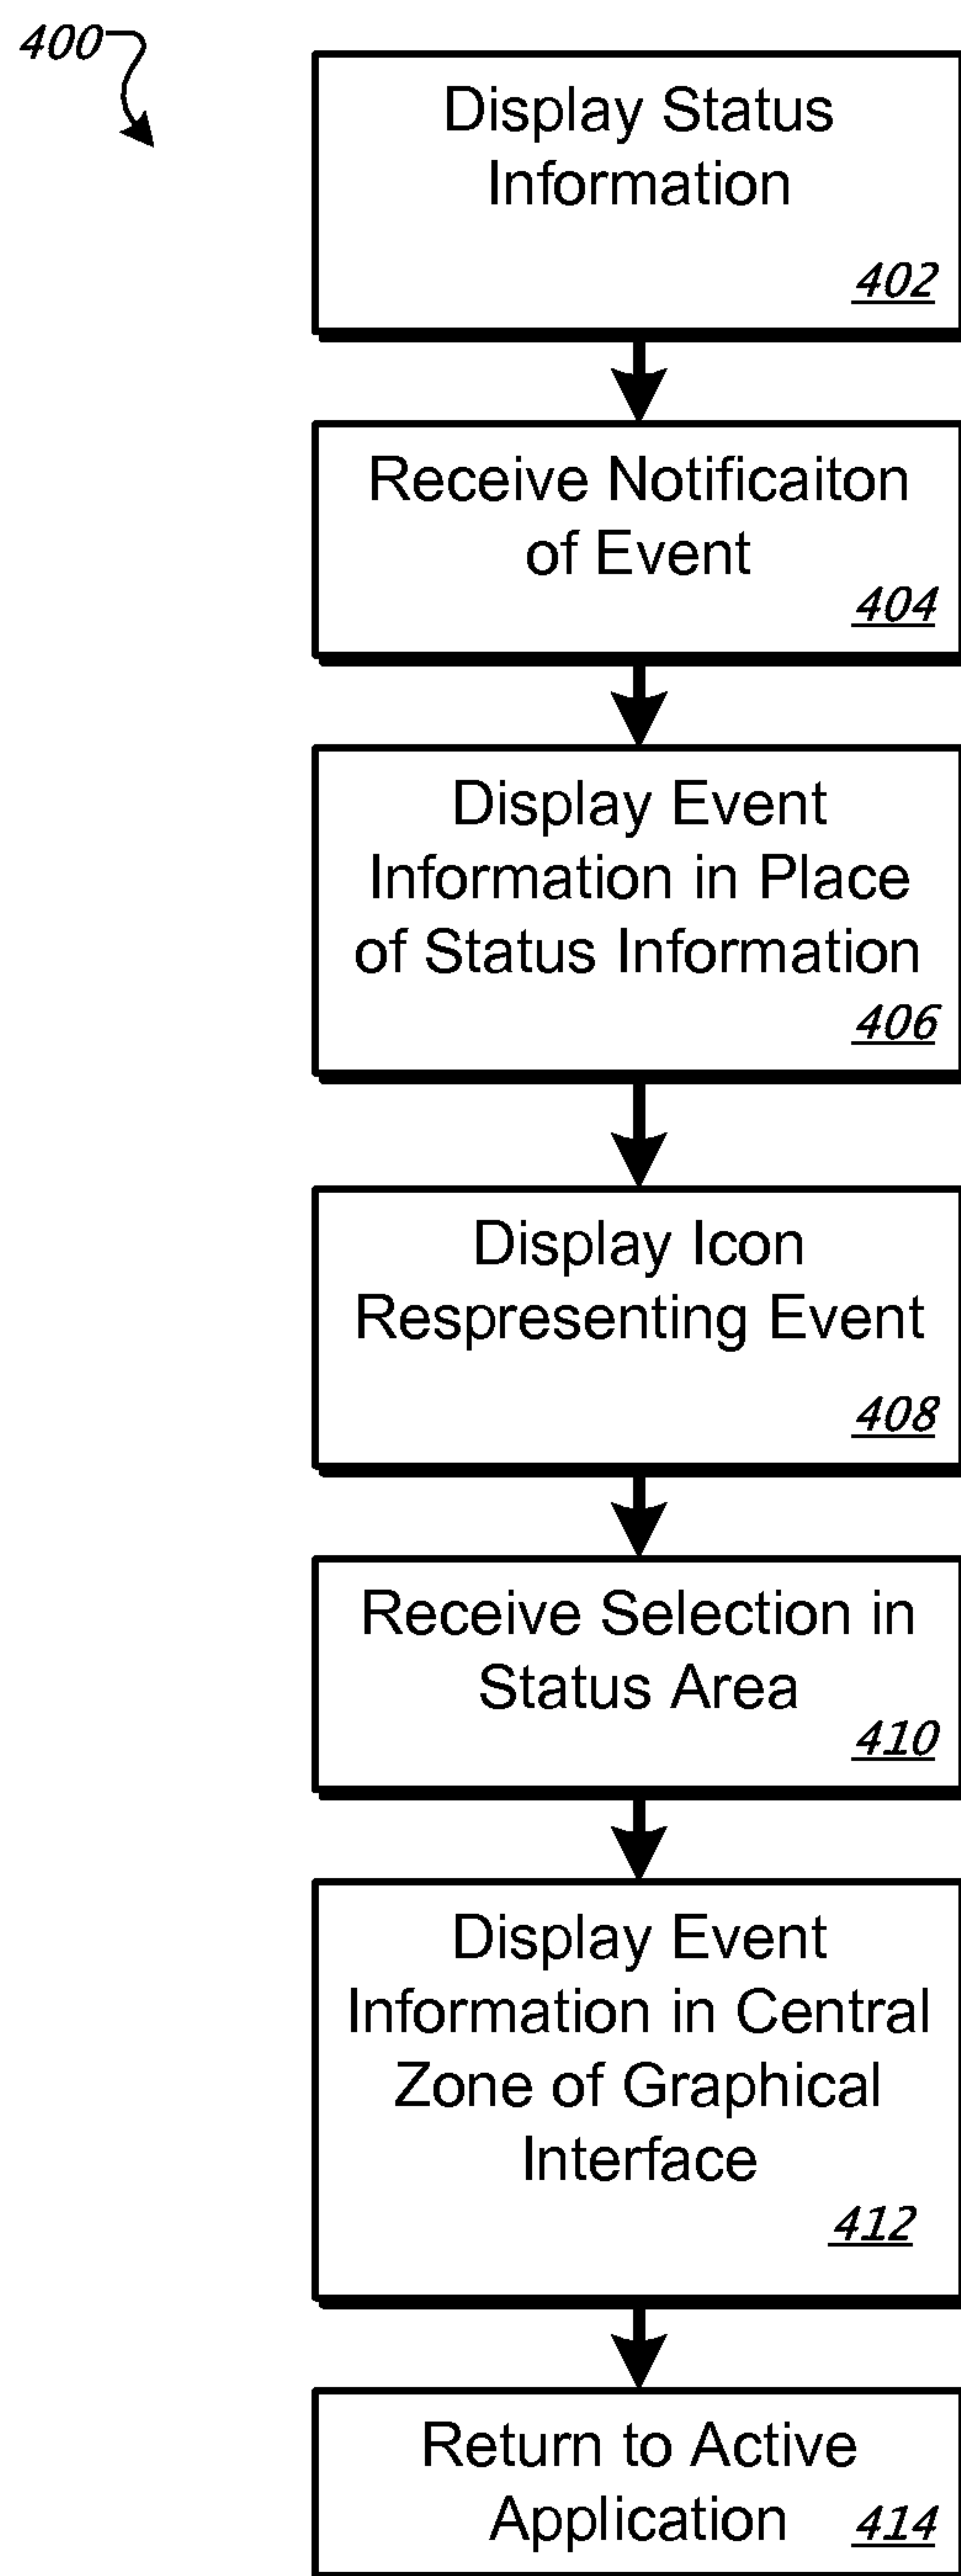 400
Display Status
Information
402
Receive Notificaiton
of Event
404
Display Event
Information in Place
of Status Information
406
Display Icon
Respresenting Event
408
Receive Selection in
Status Area
410
Display Event
Information in Central
Zone of Graphical
Interface
412
Return to Active
Application
414